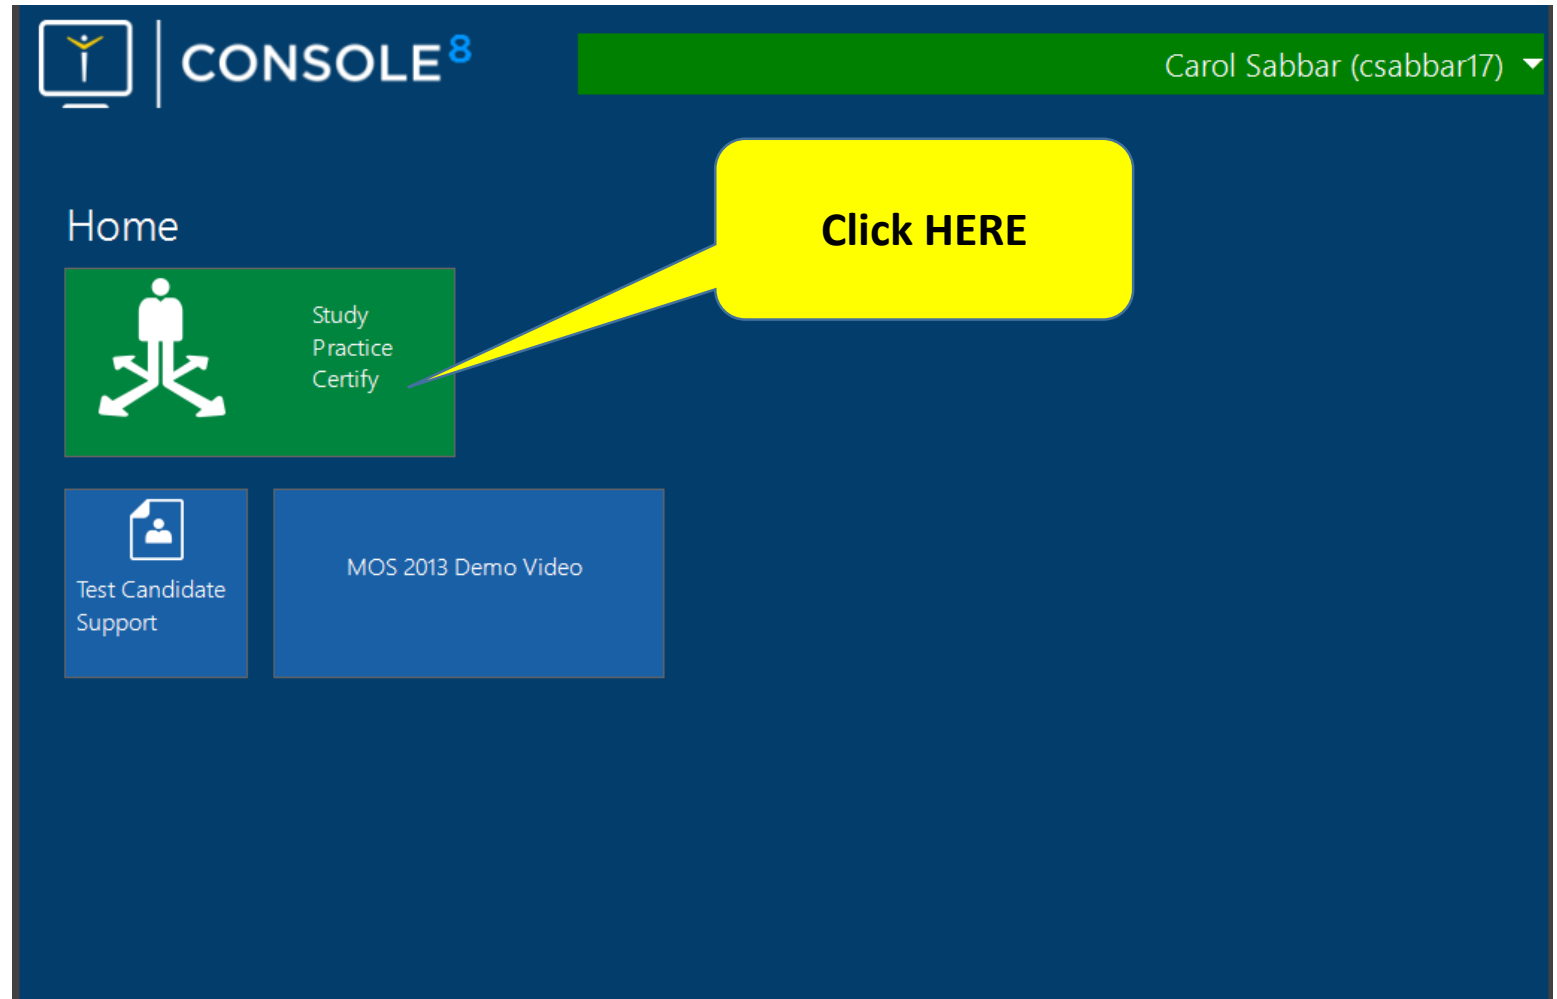 CONSOLE8
Carol Sabbar (csabbar17)
Click HERE
Home
Study
Practice
Certify
Test Candidate
Support
MOS 2013 Demo Video